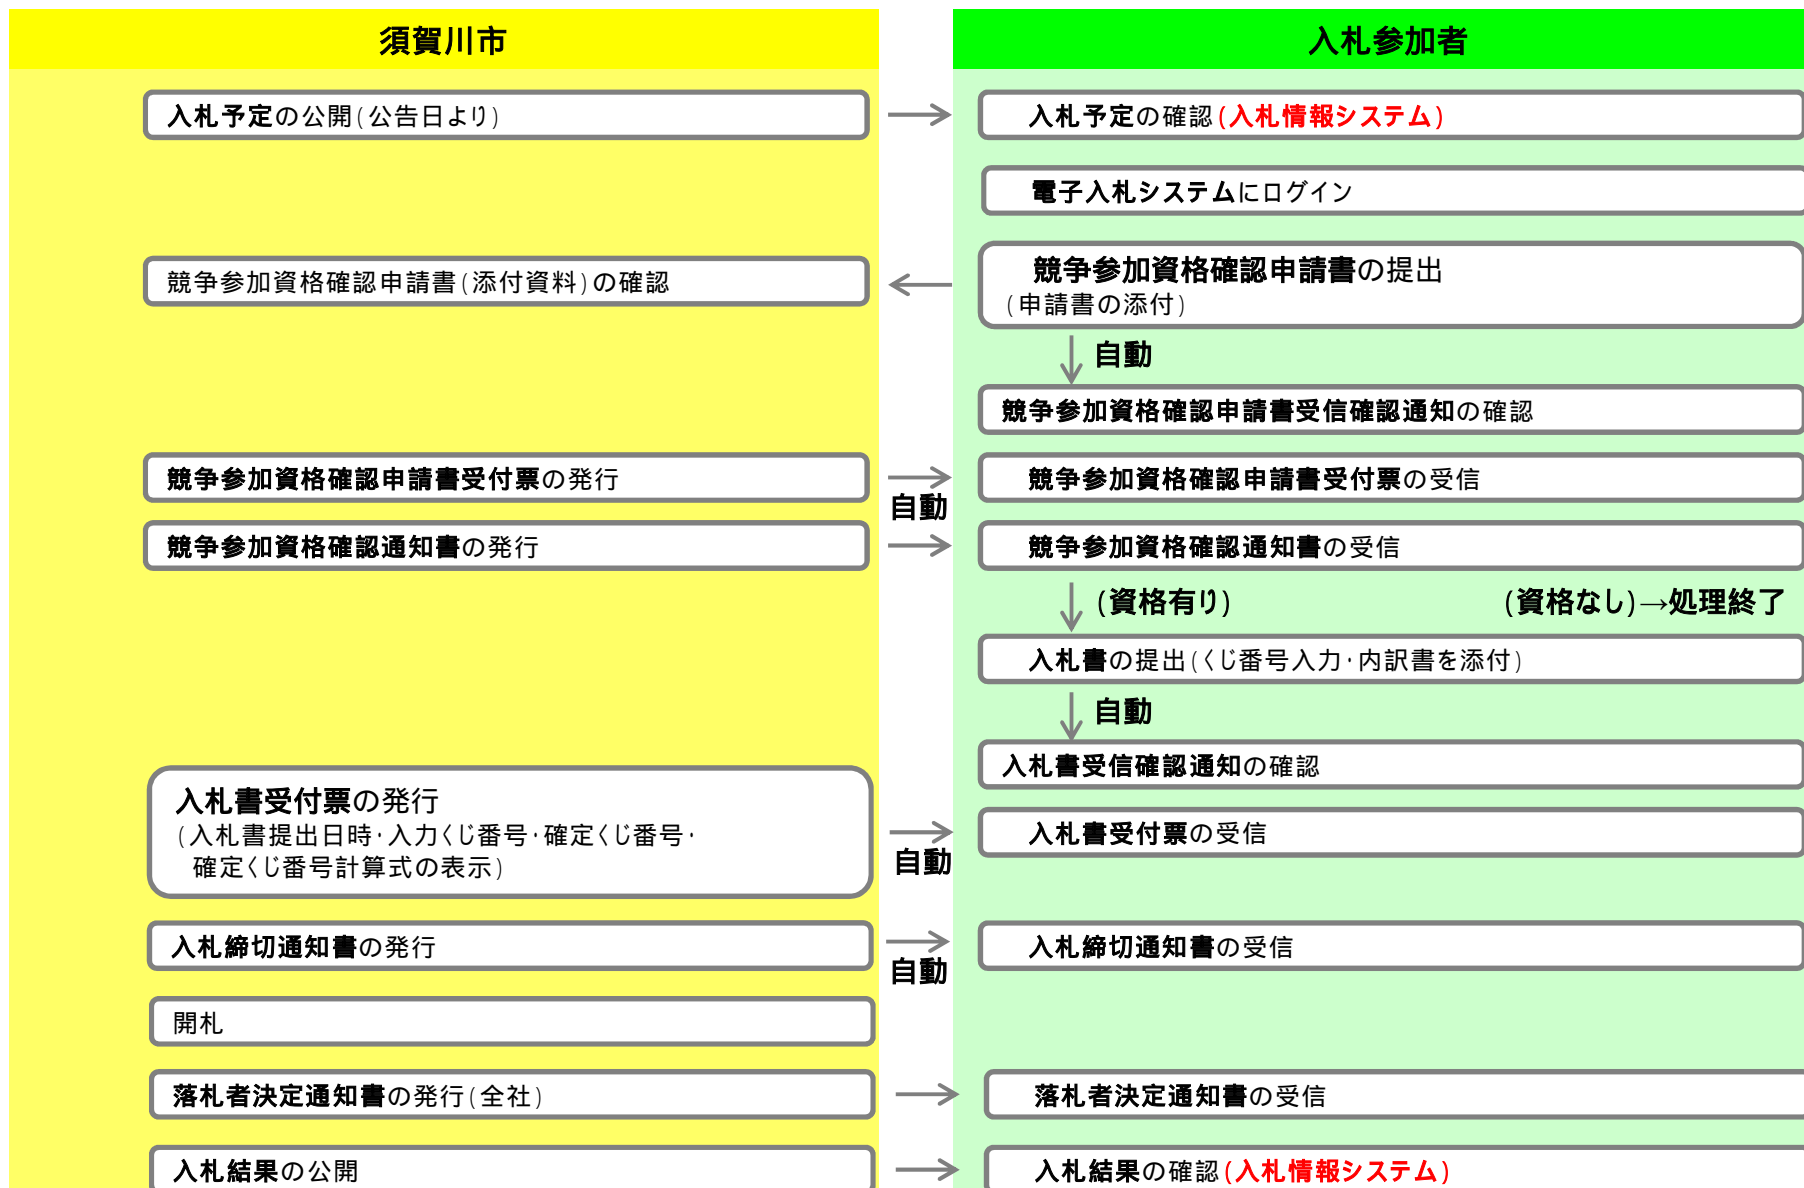 須賀川市
入札参加者
入札予定の公開(公告日より)
入札予定の確認(入札情報システム)
電子入札システムにログイン
競争参加資格確認申請書(添付資料)の確認
競争参加資格確認申請書の提出
(申請書の添付)
自動
競争参加資格確認申請書受信確認通知の確認
競争参加資格確認申請書受付票の発行
自動
競争参加資格確認申請書受付票の受信
競争参加資格確認通知書の発行
競争参加資格確認通知書の受信
(資格有り)
(資格なし)→処理終了
入札書の提出(くじ番号入力・内訳書を添付)
自動
入札書受信確認通知の確認
入札書受付票の発行
(入札書提出日時・入力くじ番号・確定くじ番号・
確定くじ番号計算式の表示)
自動
入札書受付票の受信
入札締切通知書の発行
自動
入札締切通知書の受信
開札
落札者決定通知書の発行(全社)
落札者決定通知書の受信
入札結果の公開
入札結果の確認(入札情報システム)